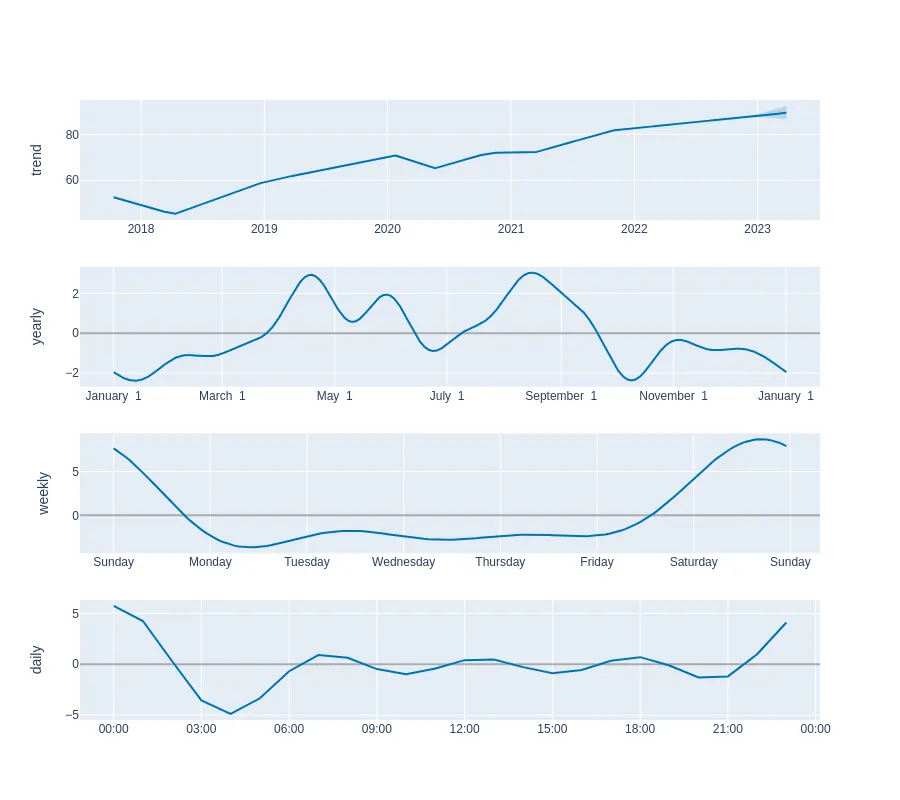 trend
80
60
2018 2019 2020 2021 2022 2023
yearly
2
0
−2
January 1 March 1 May 1 July 1 September 1 November 1 January 1
weekly
5
0
Sunday Monday Tuesday Wednesday Thursday Friday Saturday Sunday
daily
5
0
−5
00:00 03:00 06:00 09:00 12:00 15:00 18:00 21:00 00:00